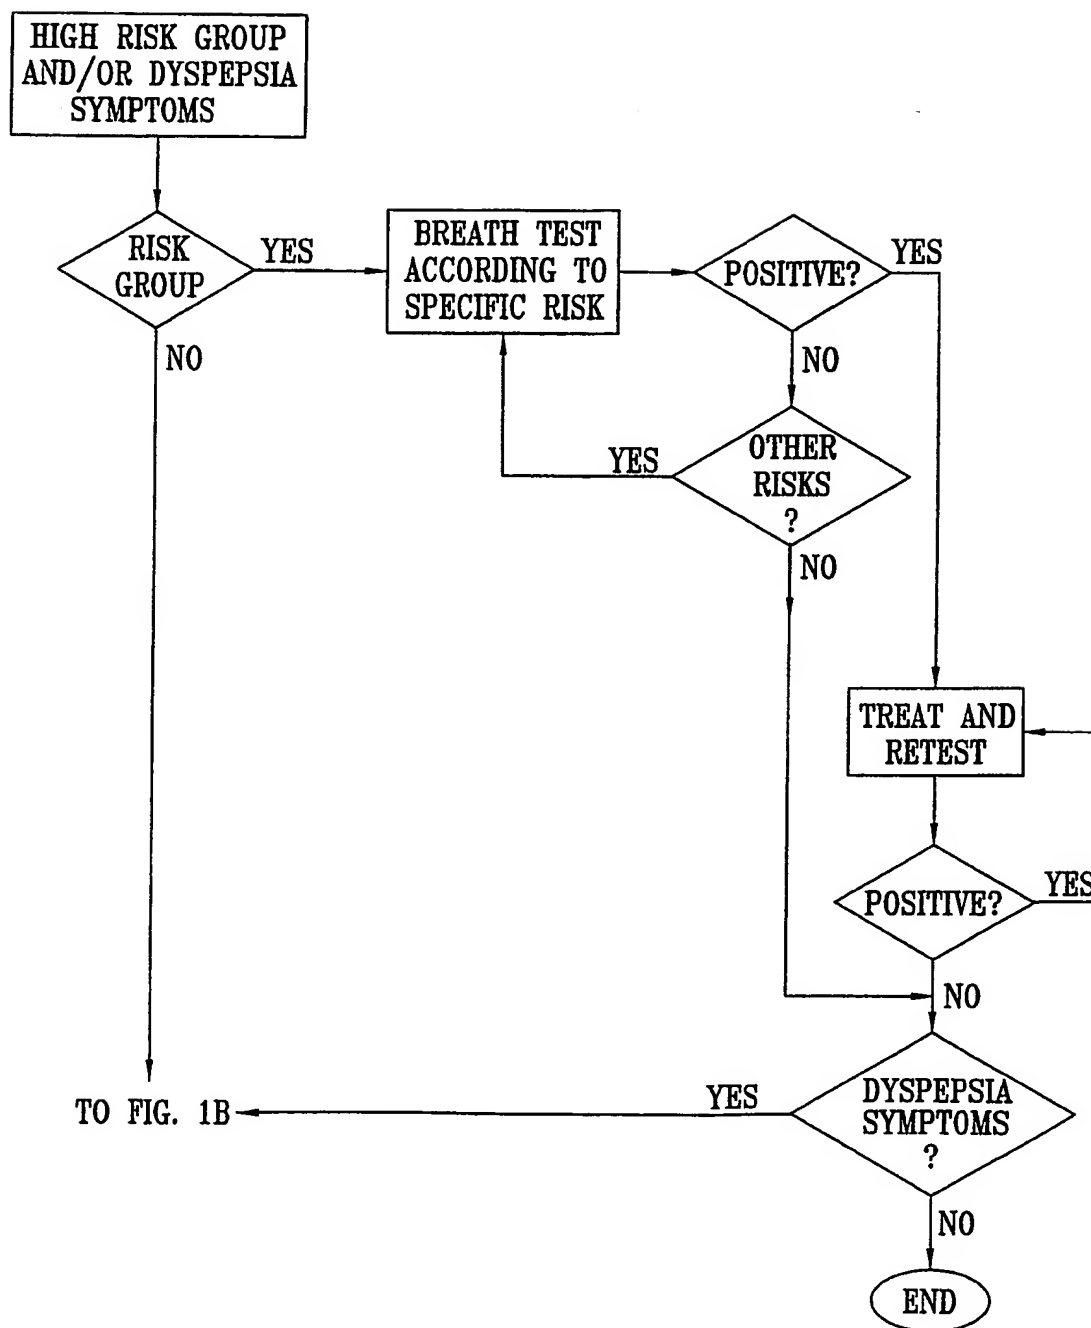 HIGH RISK GROUP
AND/OR DYSPEPSIA
SYMPTOMS
RISK
GROUP
YES
NO
BREATH TEST
ACCORDING TO
SPECIFIC RISK
POSITIVE?
YES
NO
OTHER
RISKS
?
YES
NO
TREAT AND
RETEST
POSITIVE?
YES
NO
DYSPEPSIA
SYMPTOMS
?
YES
TO FIG. 1B
NO
END